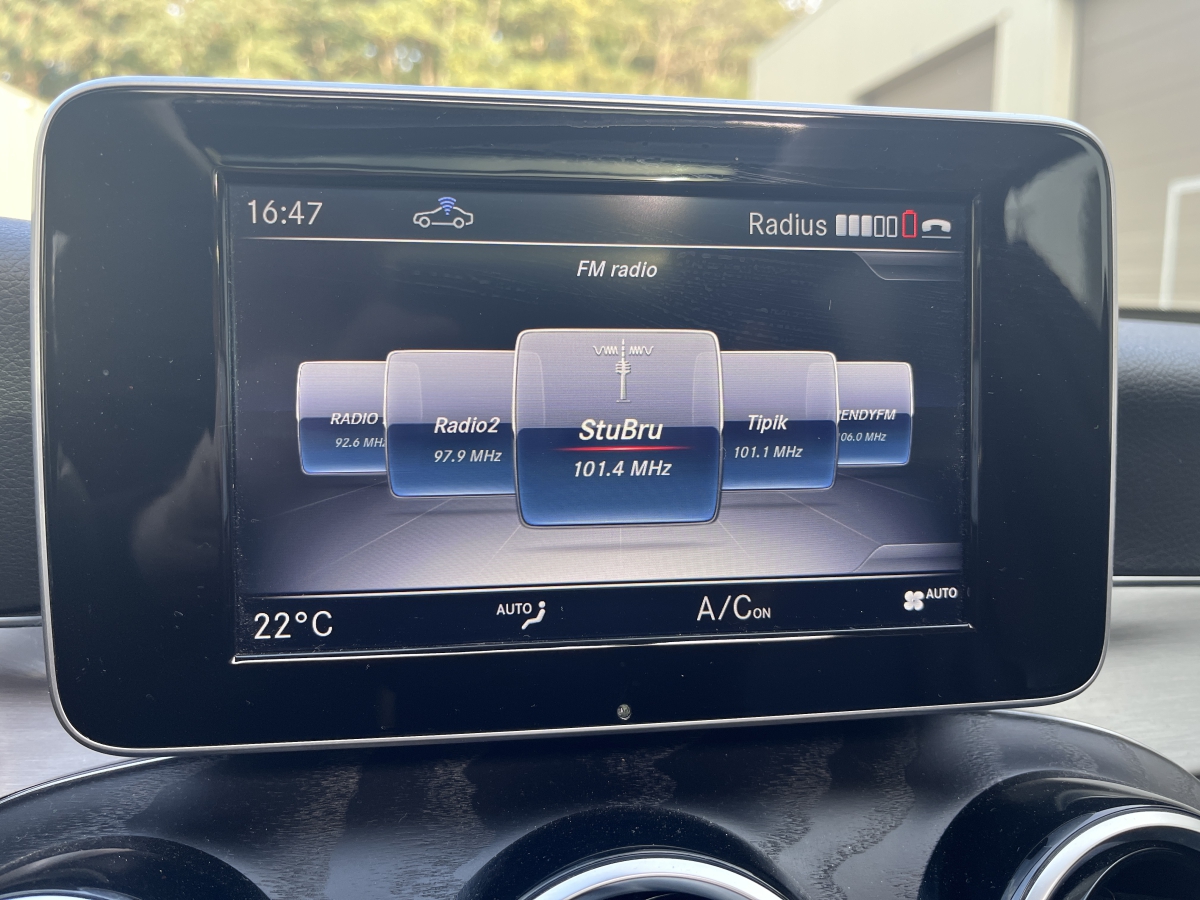 16:47
Radius
FM radio
RADIO
92.6 MHz
Radio2
97.9 MHz
StuBru
101.4 MHz
Tipik
101.1 MHz
ENDYFM
06.0 MHz
22°C
AUTO
A/C ON
AUTO